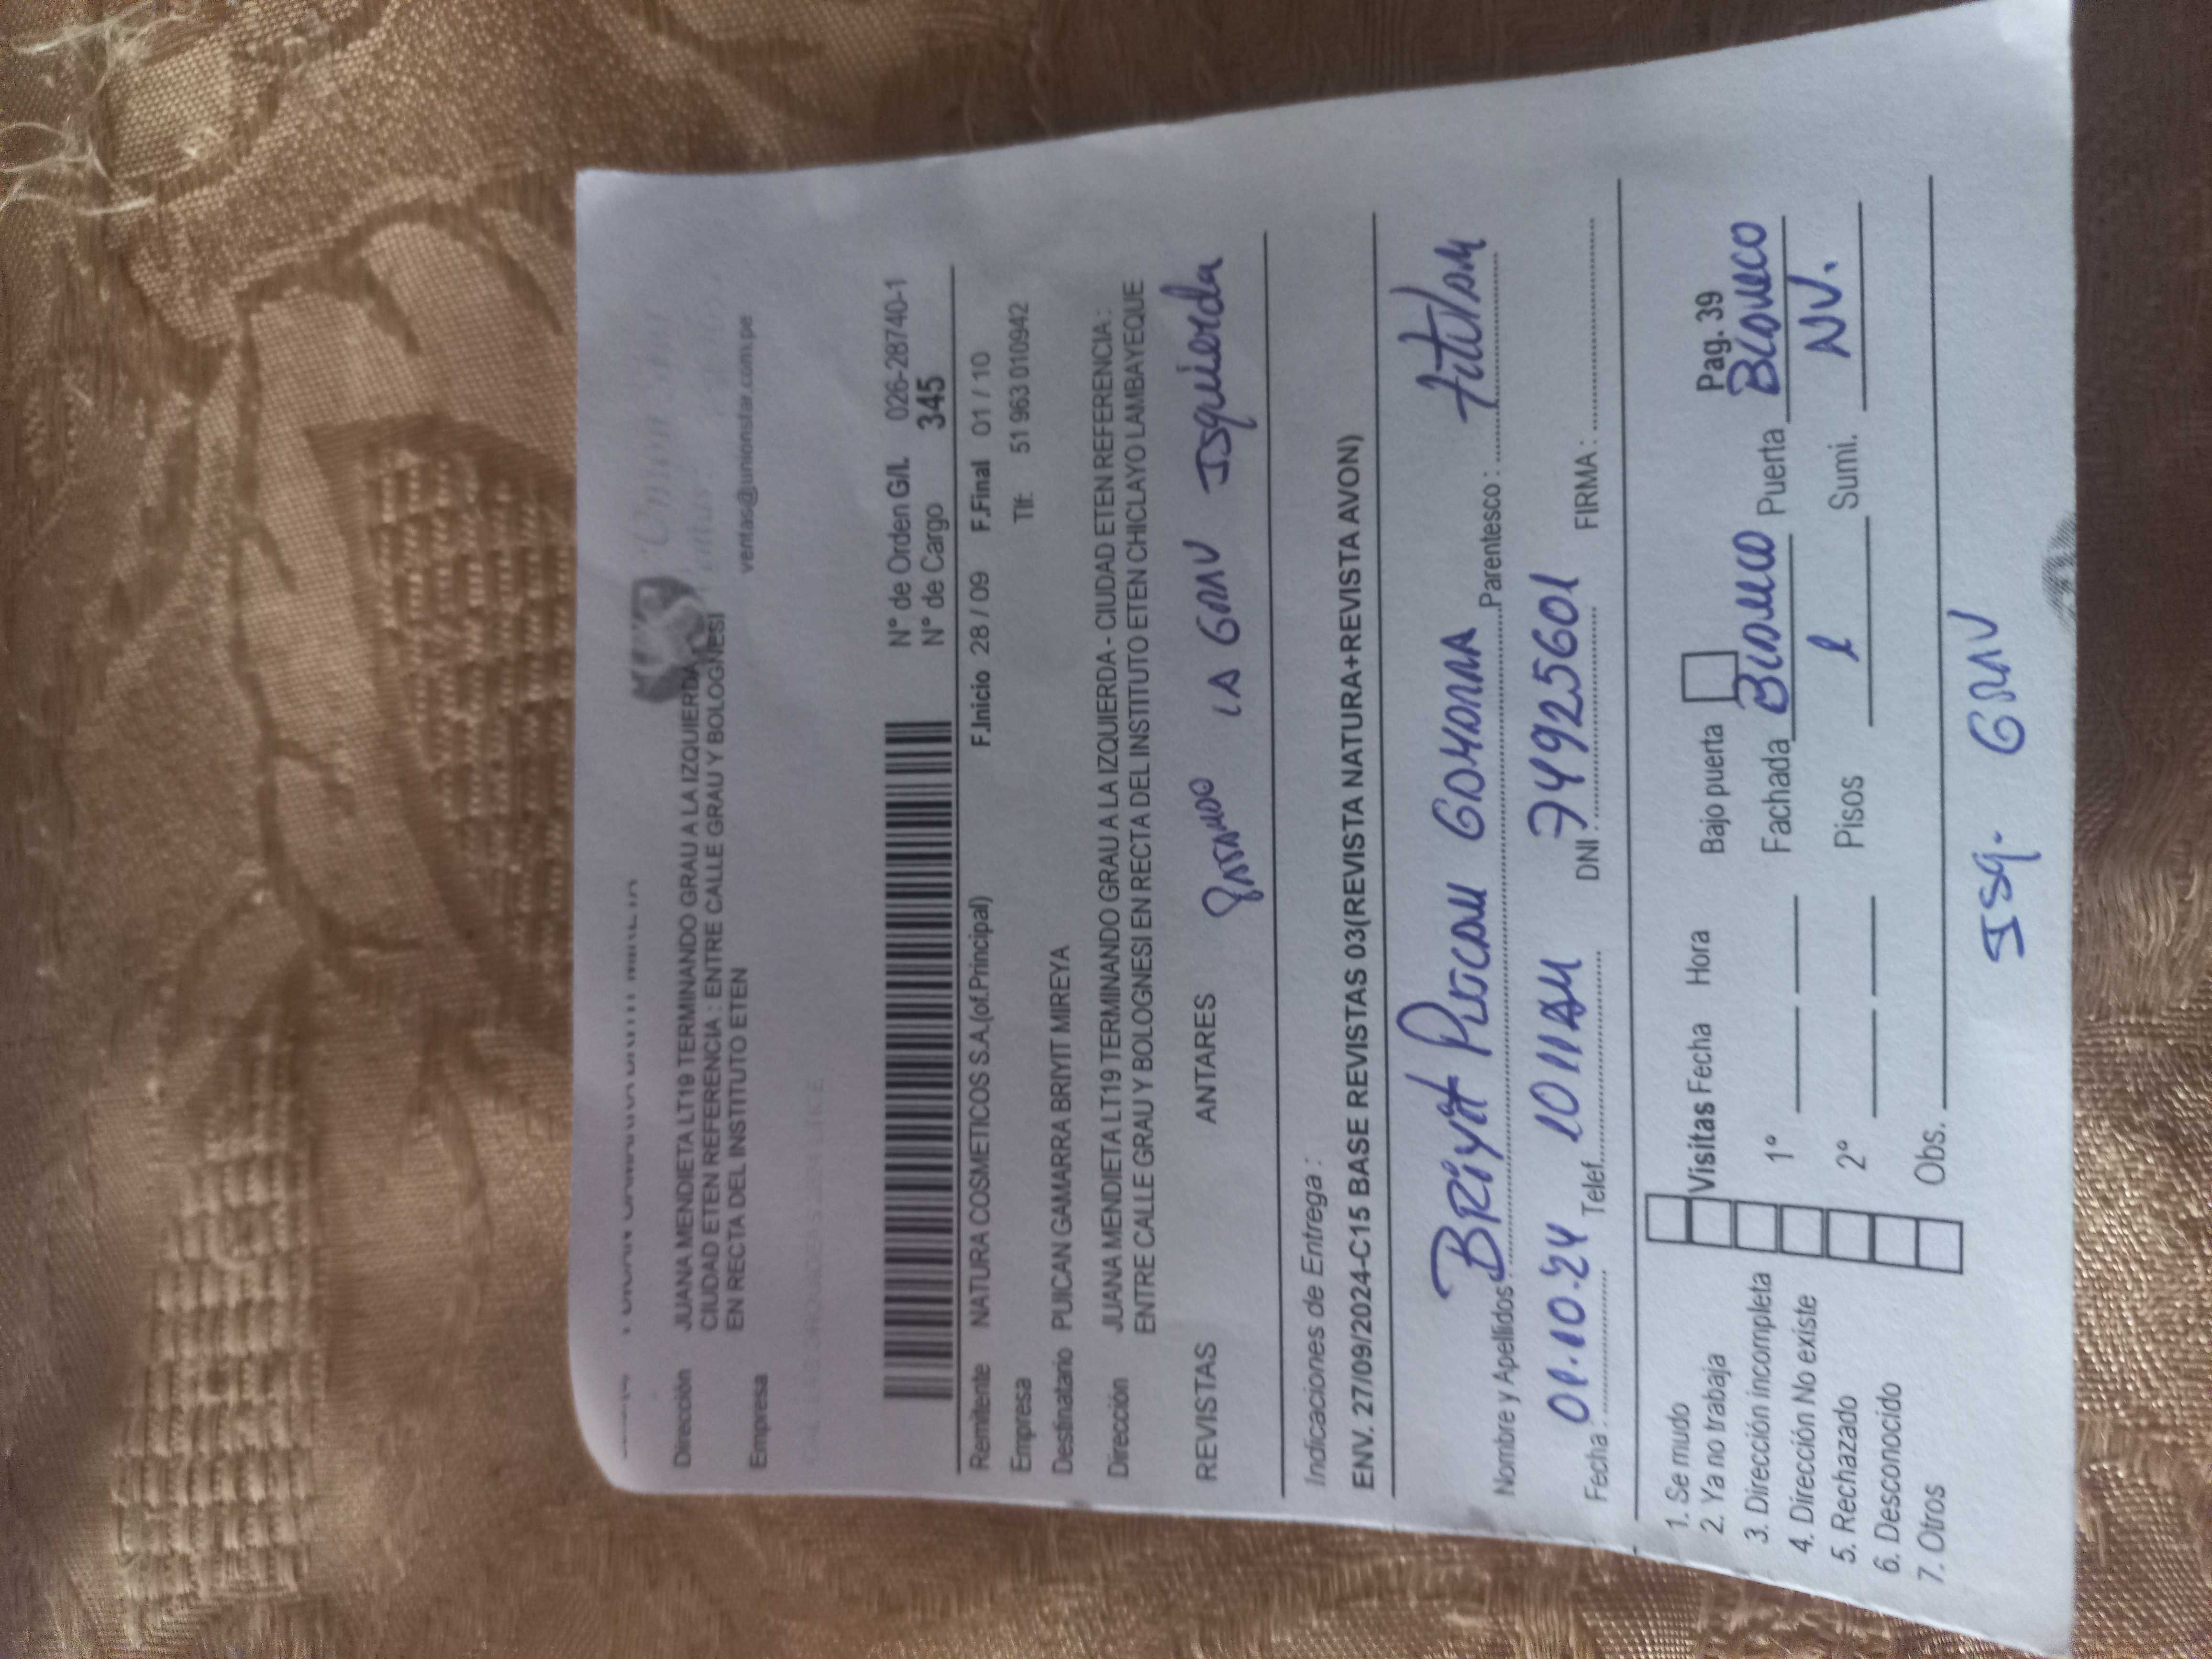 Dirección JUANA MENDIETA LT19 TERMINANDO GRAU A LA IZQUIERDA
CIUDAD ETEN REFERENCIA : ENTRE CALLE GRAU Y BOLOGNESI
EN RECTA DEL INSTITUTO ETEN
Empresa
ventas@unionstar.com.pe
N° de Orden G/L 026-287740-1
N° de Cargo 345
Remitente NATURA COSMETICOS S.A.(of.Principal) F.Inicio 28 / 09 F.Final 01 / 10
Empresa Tlf: 51 963 010942
Destinatario PUICAN GAMARRA BRIYIT MIREYA
Dirección JUANA MENDIETA LT19 TERMINANDO GRAU A LA IZQUIERDA - CIUDAD ETEN REFERENCIA :
ENTRE CALLE GRAU Y BOLOGNESI EN RECTA DEL INSTITUTO ETEN CHICLAYO LAMBAYEQUE
REVISTAS ANTARES LA GRAU Isquierda
Indicaciones de Entrega :
ENV. 27/09/2024-C15 BASE REVISTAS 03(REVISTA NATURA+REVISTA AVON)
Nombre y Apellidos: BRiyit Puican GAMARRA Parentesco : titular
Fecha : 01.10.24 Telef. 10 11 AM DNI : 74925601 FIRMA :
1. Se mudo
2. Ya no trabaja
3. Dirección incompleta
4. Dirección No existe
5. Rechazado
6. Desconocido
7. Otros
Visitas Fecha Hora Bajo puerta Pag. 39
1° Fachada Blanco Puerta Blanco
2° Pisos 1 Sumi. NV.
Obs.
Isq. GRAU